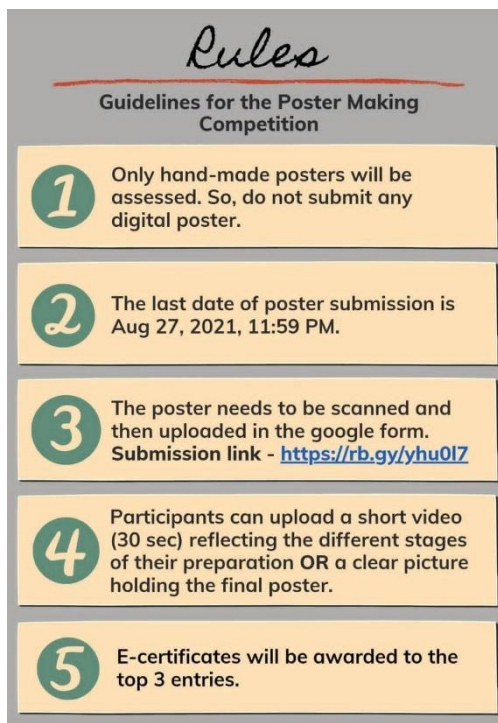 Rules
Guidelines for the Poster Making
Competition
1
Only hand-made posters will be
assessed. So, do not submit any
digital poster.
2
The last date of poster submission is
Aug 27, 2021, 11:59 PM.
3
The poster needs to be scanned and
then uploaded in the google form.
Submission link - https://rb.gy/yhu0l7
4
Participants can upload a short video
(30 sec) reflecting the different stages
of their preparation OR a clear picture
holding the final poster.
5
E-certificates will be awarded to the
top 3 entries.